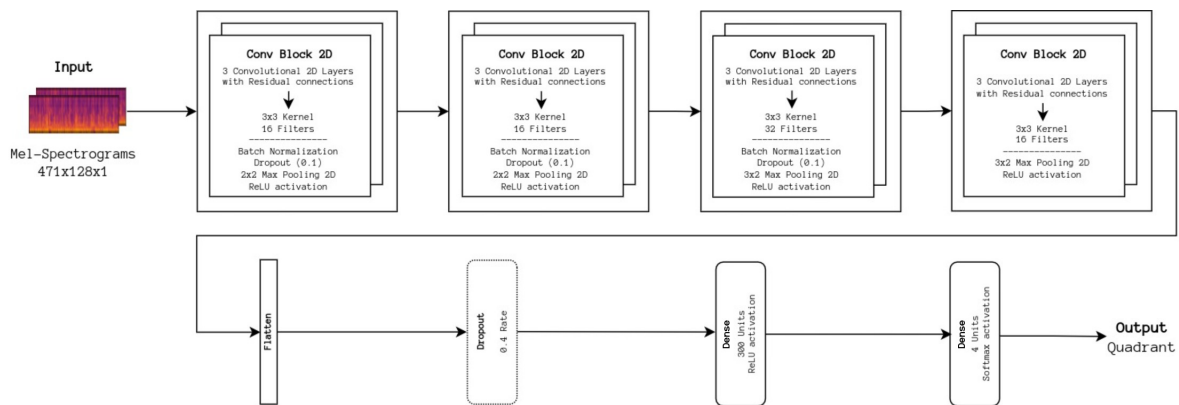 Input
Mel-Spectrograms
471x128x1
Conv Block 2D
3 Convolutional 2D Layers
with Residual connections
3x3 Kernel
16 Filters
---------------
Batch Normalization
Dropout (0.1)
2x2 Max Pooling 2D
ReLU activation
Conv Block 2D
3 Convolutional 2D Layers
with Residual connections
3x3 Kernel
16 Filters
---------------
Batch Normalization
Dropout (0.1)
2x2 Max Pooling 2D
ReLU activation
Conv Block 2D
3 Convolutional 2D Layers
with Residual connections
3x3 Kernel
32 Filters
---------------
Batch Normalization
Dropout (0.1)
3x2 Max Pooling 2D
ReLU activation
Conv Block 2D
3 Convolutional 2D Layers
with Residual connections
3x3 Kernel
16 Filters
---------------
3x2 Max Pooling 2D
ReLU activation
Flatten
Dropout
0.4 Rate
Dense
300 Units
ReLU activation
Dense
4 Units
Softmax activation
Output
Quadrant